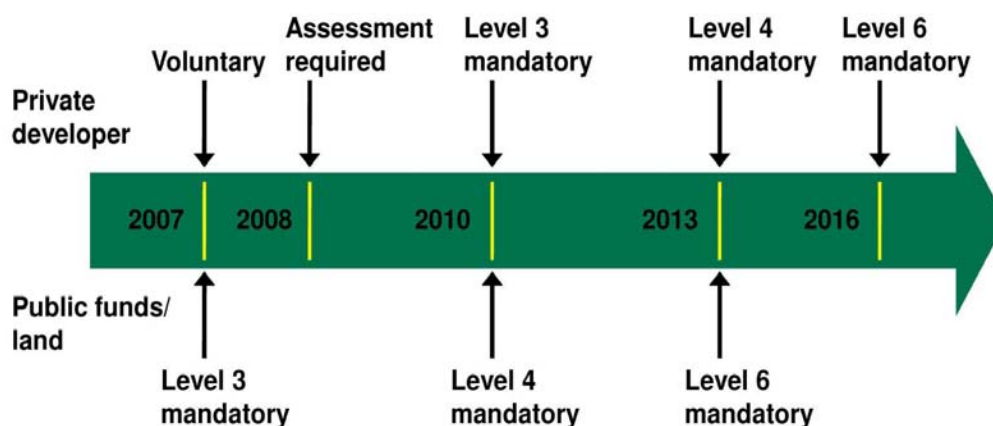 Voluntary
Assessment
required
Level 3
mandatory
Level 4
mandatory
Level 6
mandatory
Private
developer
2007
2008
2010
2013
2016
Public funds/
land
Level 3
mandatory
Level 4
mandatory
Level 6
mandatory